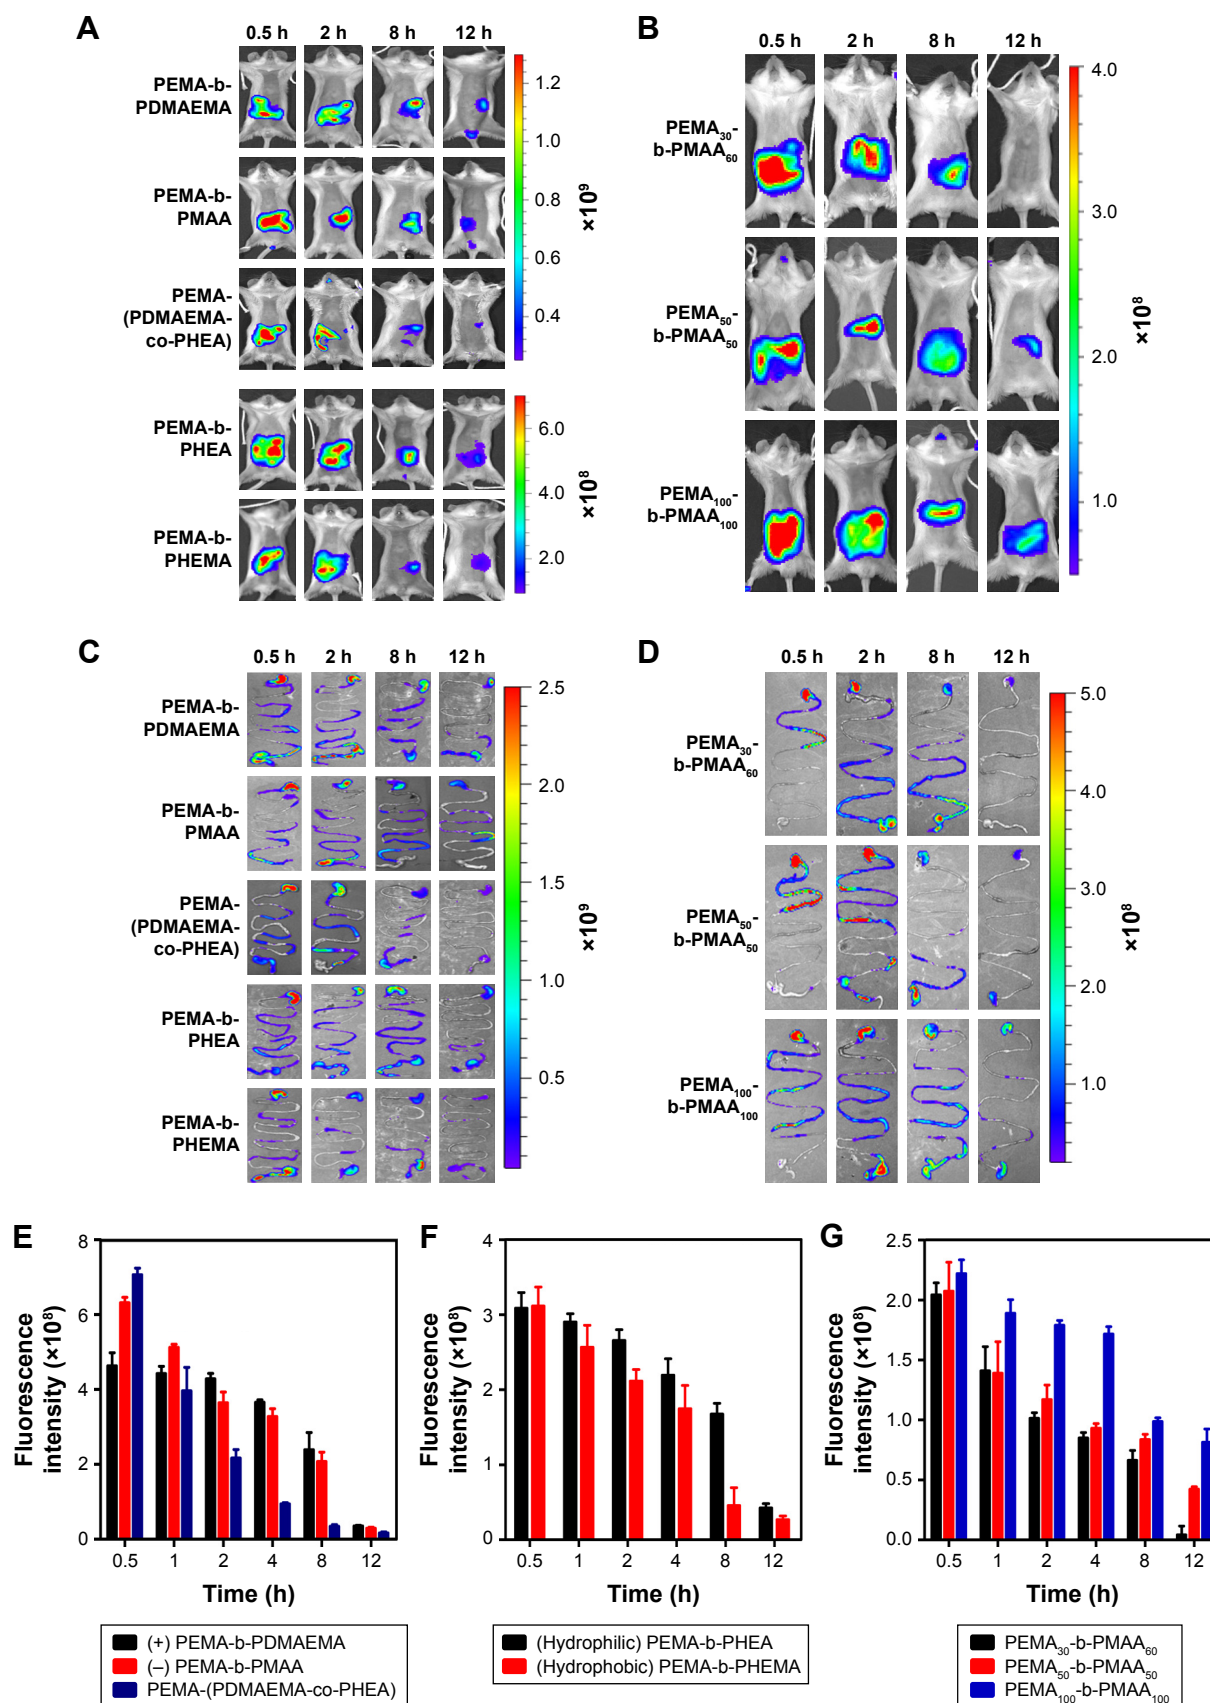 A
0.5 h 2 h 8 h 12 h
PEMA-b-
PDMAEMA
PEMA-b-
PMAA
PEMA-
(PDMAEMA-
co-PHEA)
PEMA-b-
PHEA
PEMA-b-
PHEMA
1.2
1.0
0.8
0.6
0.4
×10⁹
6.0
4.0
2.0
×10⁸
B
0.5 h 2 h 8 h 12 h
PEMA₃₀-
b-PMAA₆₀
PEMA₅₀-
b-PMAA₅₀
PEMA₁₀₀-
b-PMAA₁₀₀
4.0
3.0
2.0
1.0
×10⁸
C
0.5 h 2 h 8 h 12 h
PEMA-b-
PDMAEMA
PEMA-b-
PMAA
PEMA-
(PDMAEMA-
co-PHEA)
PEMA-b-
PHEA
PEMA-b-
PHEMA
2.5
2.0
1.5
1.0
0.5
×10⁹
D
0.5 h 2 h 8 h 12 h
PEMA₃₀-
b-PMAA₆₀
PEMA₅₀-
b-PMAA₅₀
PEMA₁₀₀-
b-PMAA₁₀₀
5.0
4.0
3.0
2.0
1.0
×10⁸
E
Fluorescence
intensity (×10⁸)
8
6
4
2
0
0.5 1 2 4 8 12
Time (h)
(+) PEMA-b-PDMAEMA
(–) PEMA-b-PMAA
PEMA-(PDMAEMA-co-PHEA)
F
Fluorescence
intensity (×10⁸)
4
3
2
1
0
0.5 1 2 4 8 12
Time (h)
(Hydrophilic) PEMA-b-PHEA
(Hydrophobic) PEMA-b-PHEMA
G
Fluorescence
intensity (×10⁸)
2.5
2.0
1.5
1.0
0.5
0.0
0.5 1 2 4 8 12
Time (h)
PEMA₃₀-b-PMAA₆₀
PEMA₅₀-b-PMAA₅₀
PEMA₁₀₀-b-PMAA₁₀₀